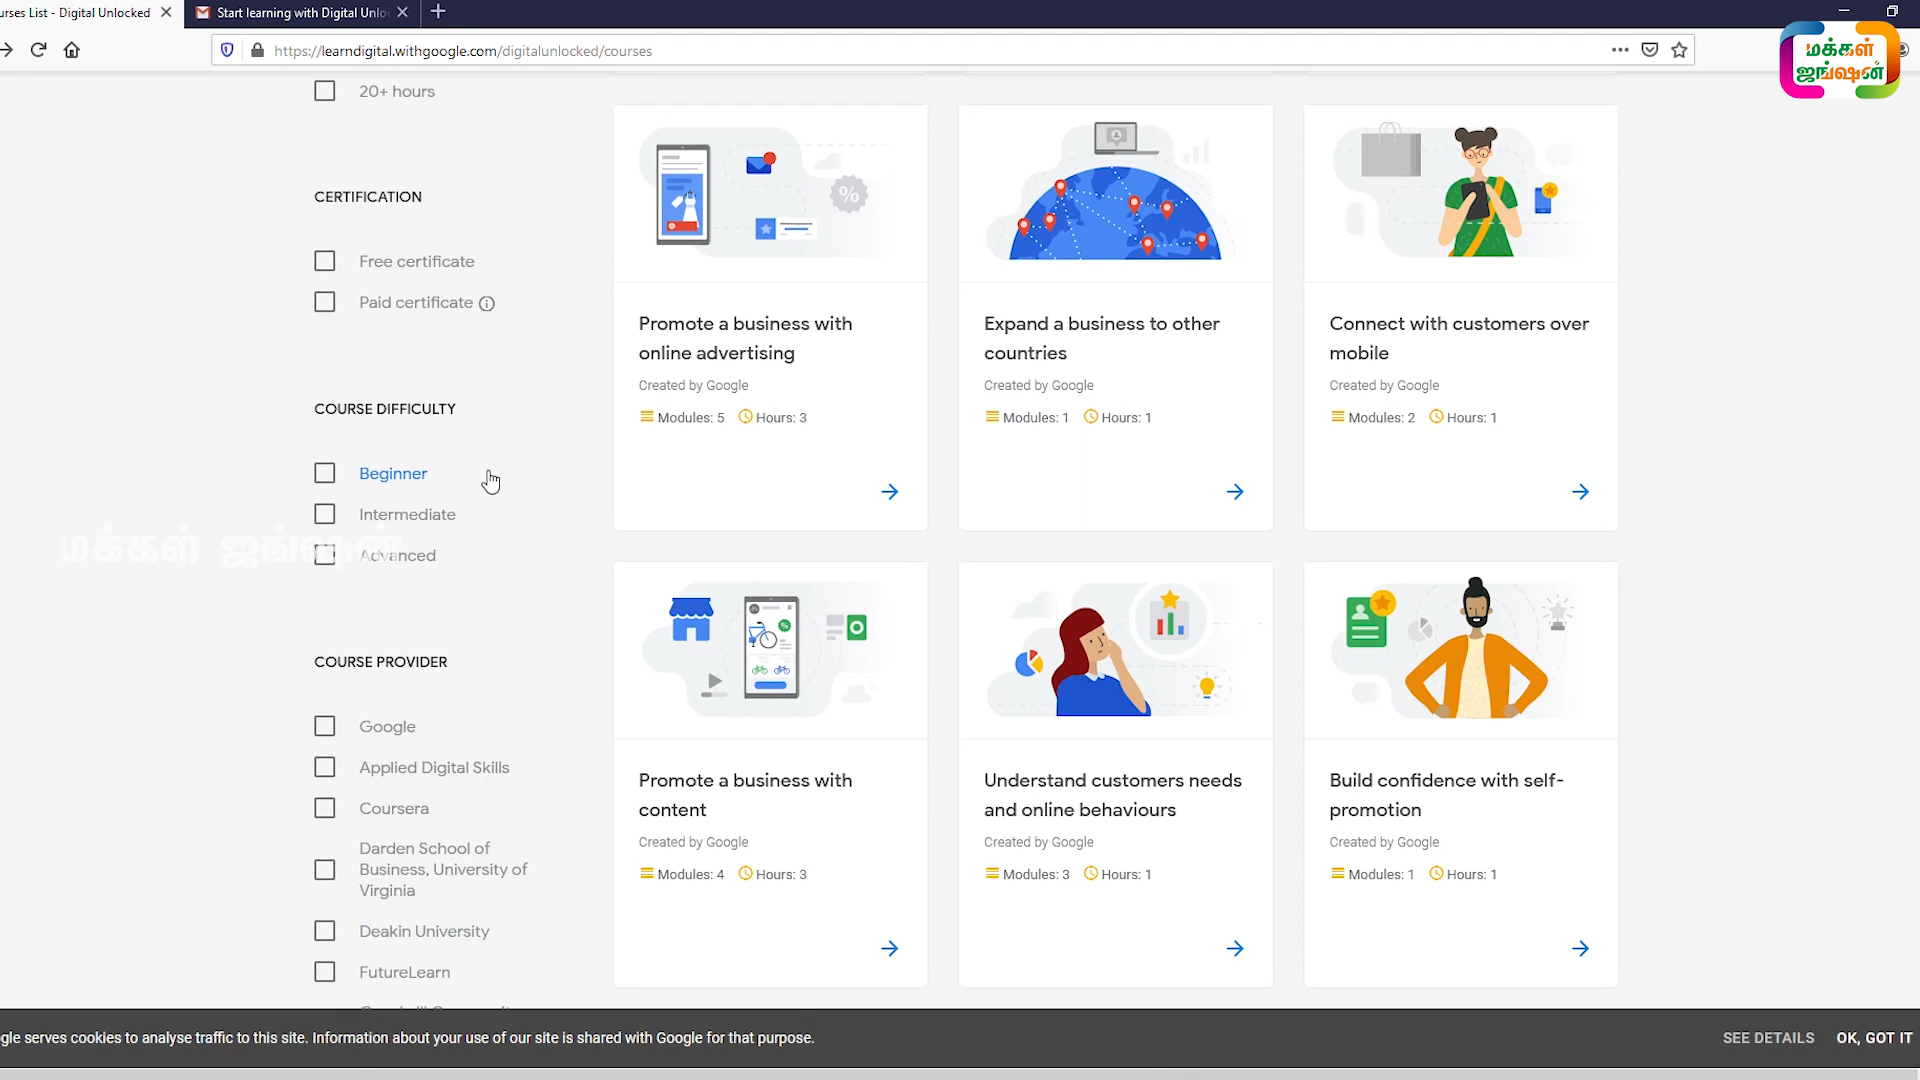 urses List - Digital Unlocked
Start learning with Digital Unlo
https://learndigital.withgoogle.com/digitalunlocked/courses
மக்கள்
ஜங்ஷன்
20+ hours
CERTIFICATION
Free certificate
Paid certificate
COURSE DIFFICULTY
Beginner
Intermediate
Advanced
மக்கள் ஜங்ஷன்
COURSE PROVIDER
Google
Applied Digital Skills
Coursera
Darden School of
Business, University of
Virginia
Deakin University
FutureLearn
Promote a business with
online advertising
Created by Google
Modules: 5 Hours: 3
Expand a business to other
countries
Created by Google
Modules: 1 Hours: 1
Connect with customers over
mobile
Created by Google
Modules: 2 Hours: 1
Promote a business with
content
Created by Google
Modules: 4 Hours: 3
Understand customers needs
and online behaviours
Created by Google
Modules: 3 Hours: 1
Build confidence with self-
promotion
Created by Google
Modules: 1 Hours: 1
gle serves cookies to analyse traffic to this site. Information about your use of our site is shared with Google for that purpose.
SEE DETAILS OK, GOT IT